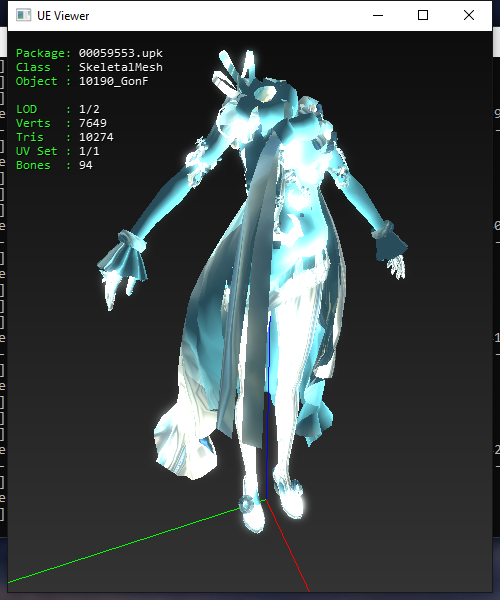 UE Viewer
Package: 00059553.upk
Class  : SkeletalMesh
Object : 10190_GonF
LOD    : 1/2
Verts  : 7649
Tris   : 10274
UV Set : 1/1
Bones  : 94